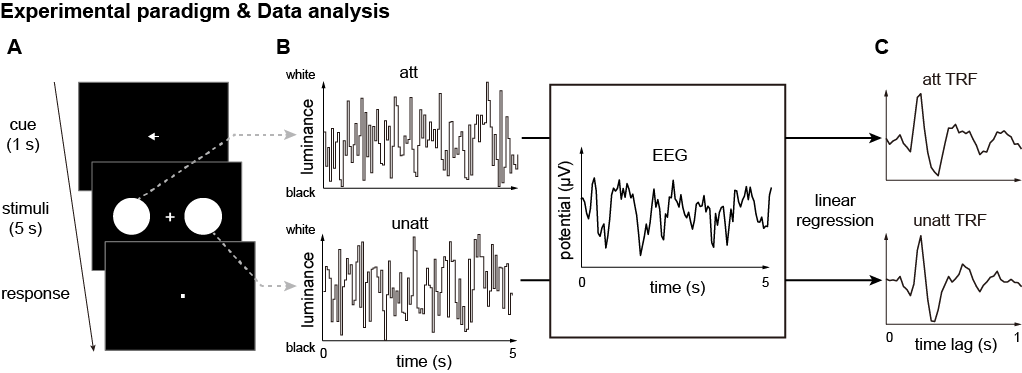 Experimental paradigm & Data analysis
A
cue
(1 s)
stimuli
(5 s)
response
B
att
white
luminance
black
unatt
white
luminance
black
0
5
time (s)
EEG
potential (µV)
0
5
time (s)
linear
regression
C
att TRF
unatt TRF
0
1
time lag (s)